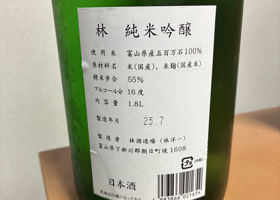 林 純米吟醸
使用米 富山県産五百万石100%
原材料名 米(国産)、米麹(国産米)
精米歩合 55%
アルコール分 16度
内容量 1.8L
製造年月 25.7
製造者 林酒造場(林洋一)
富山県下新川郡朝日町境1608
日本酒